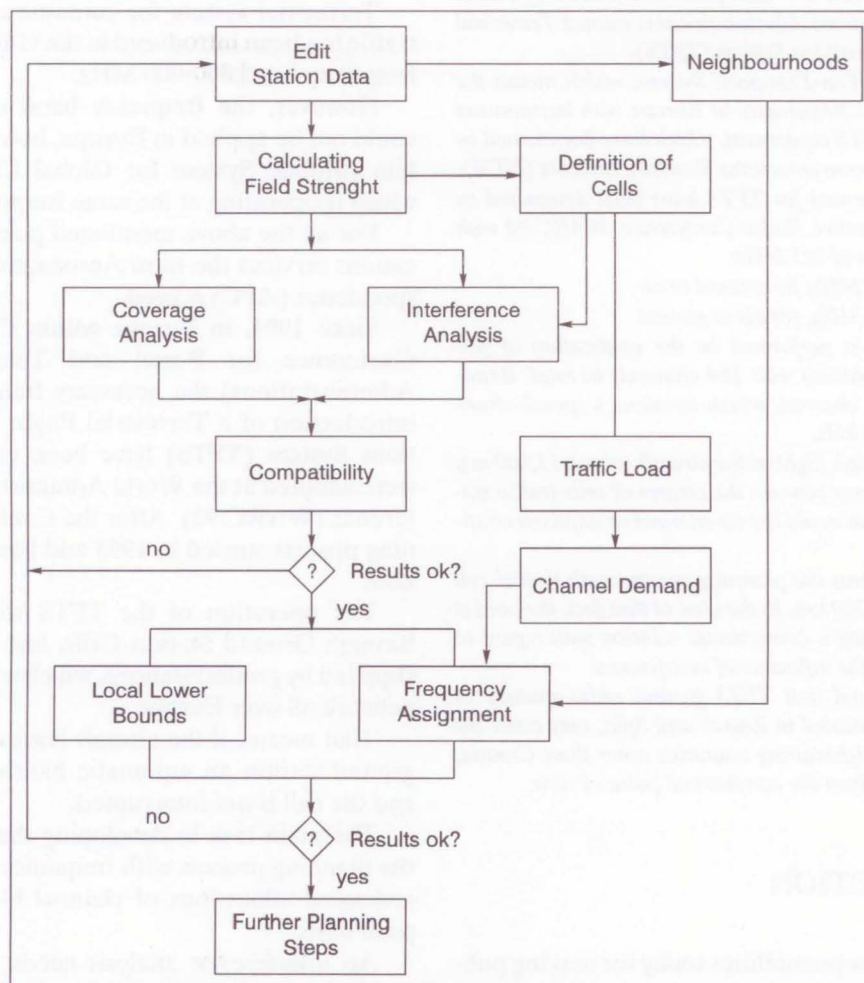 Edit
Station Data
Neighbourhoods
Calculating
Field Strenght
Definition of
Cells
Coverage
Analysis
Interference
Analysis
Compatibility
Traffic Load
no
?
Results ok?
yes
Channel Demand
Local Lower
Bounds
Frequency
Assignment
no
?
Results ok?
yes
Further Planning
Steps